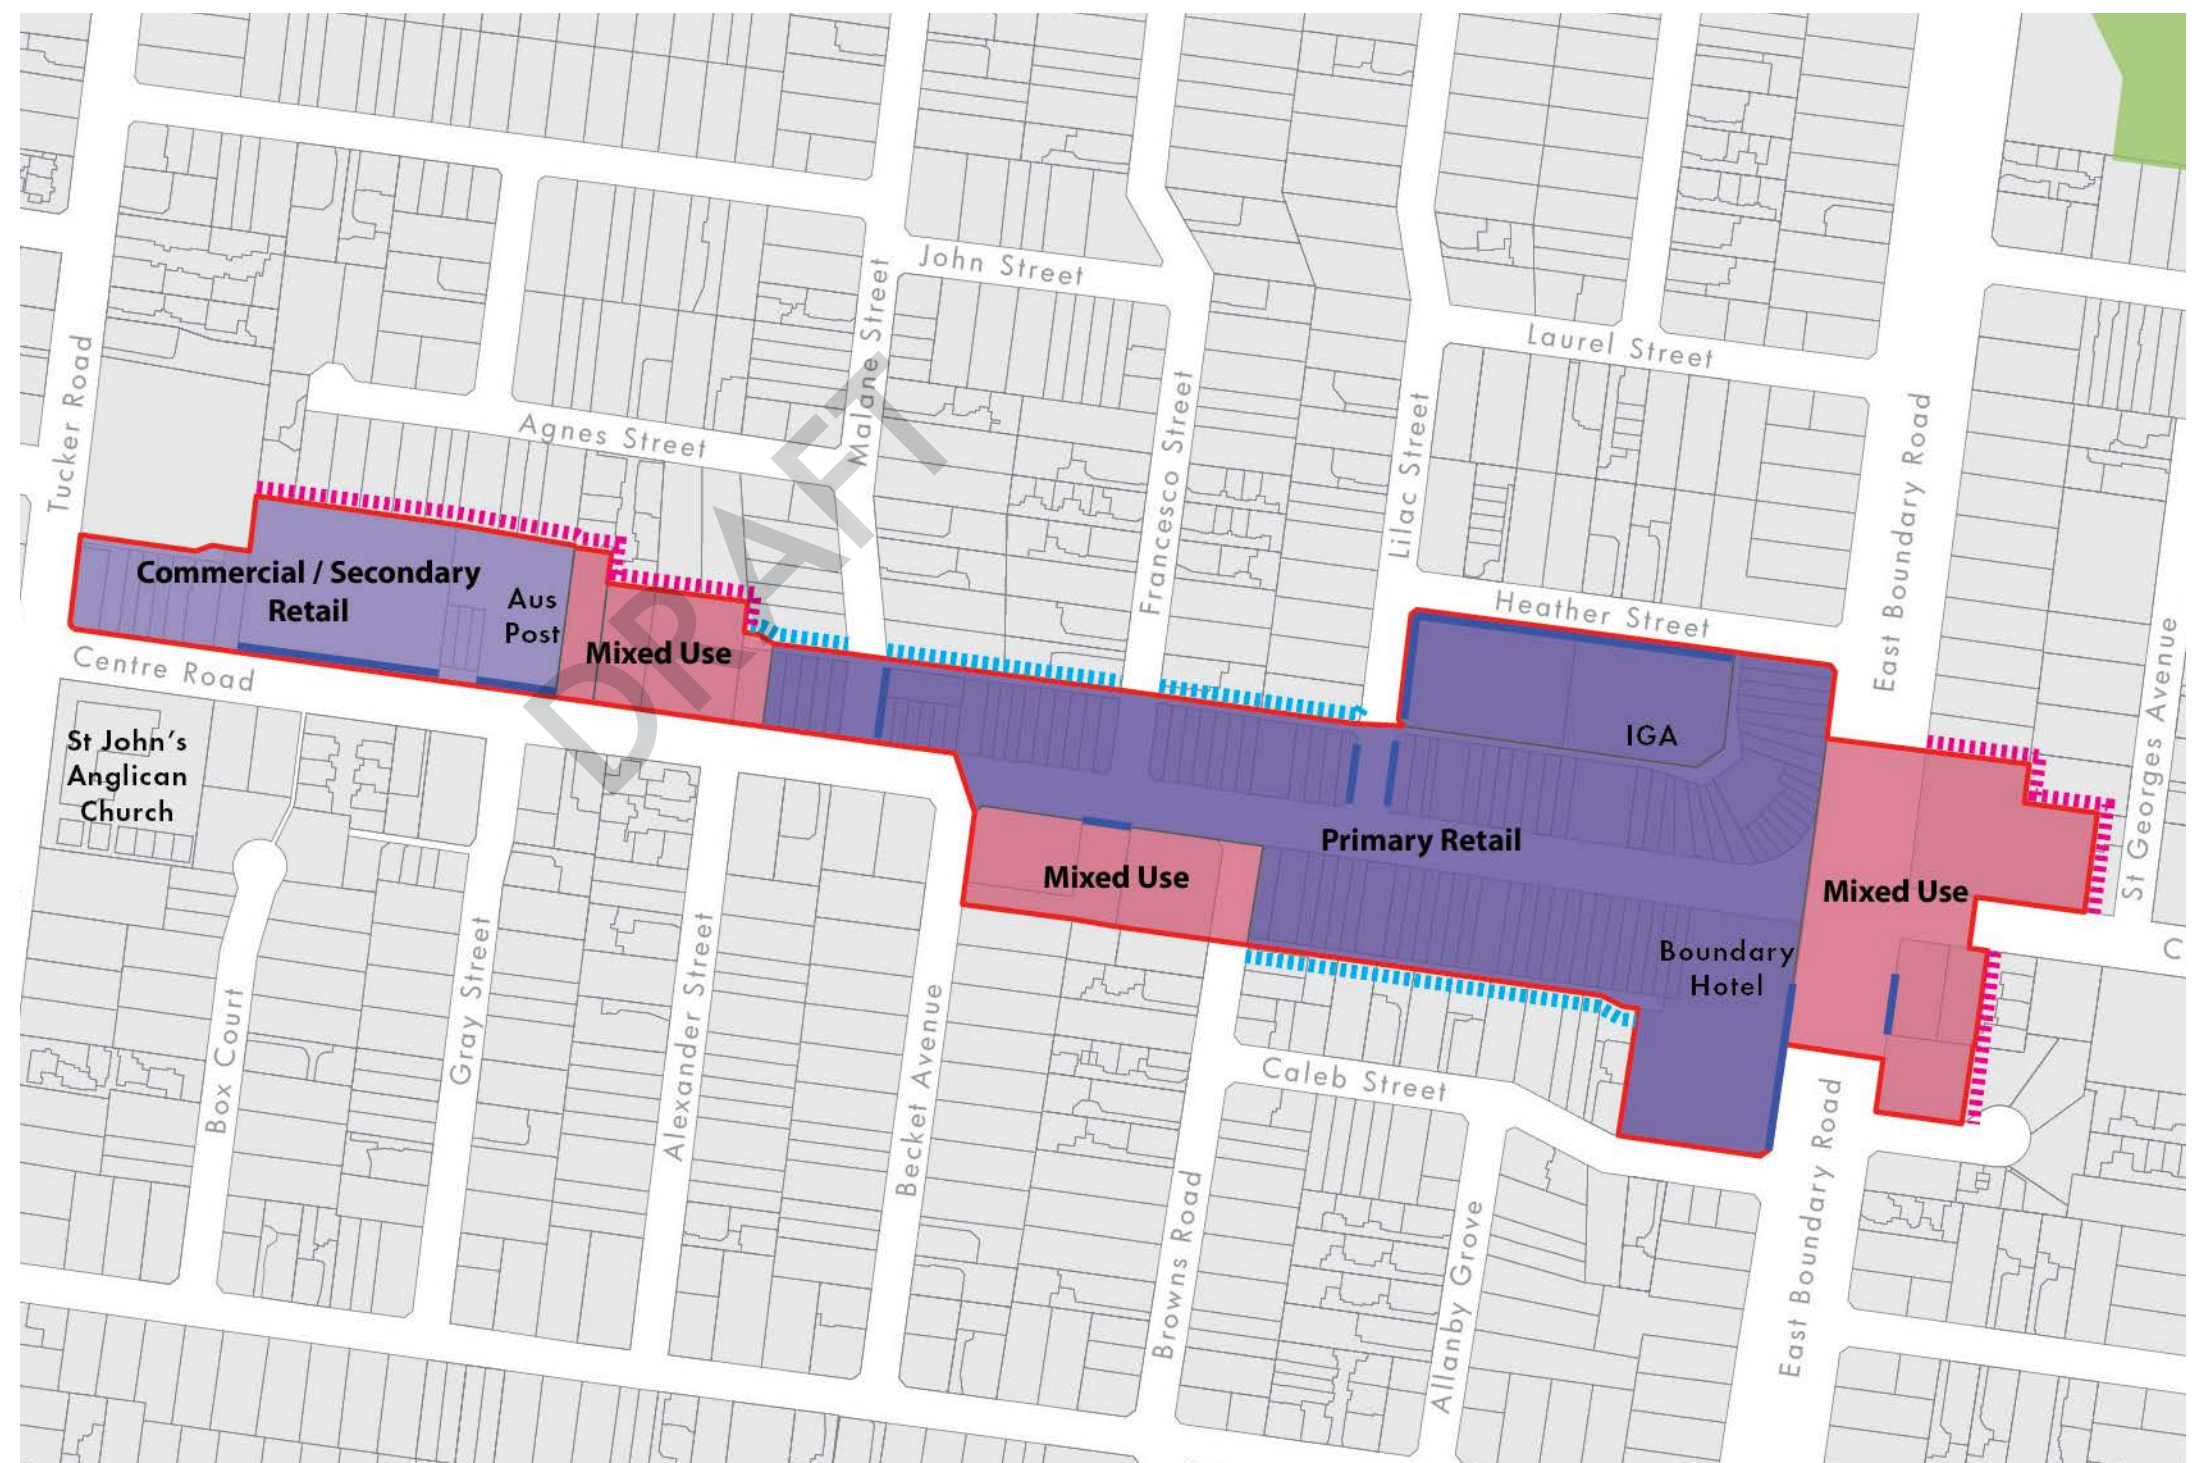 John Street
Malane Street
Laurel Street
Tucker Road
Agnes Street
Francesco Street
Lilac Street
East Boundary Road
DRAFT
Commercial / Secondary
Retail
Aus
Post
Mixed Use
Heather Street
IGA
St Georges Avenue
Centre Road
St John's
Anglican
Church
Primary Retail
Mixed Use
Mixed Use
Boundary
Hotel
C
Box Court
Gray Street
Alexander Street
Becket Avenue
Caleb Street
Browns Road
Allanby Grove
East Boundary Road